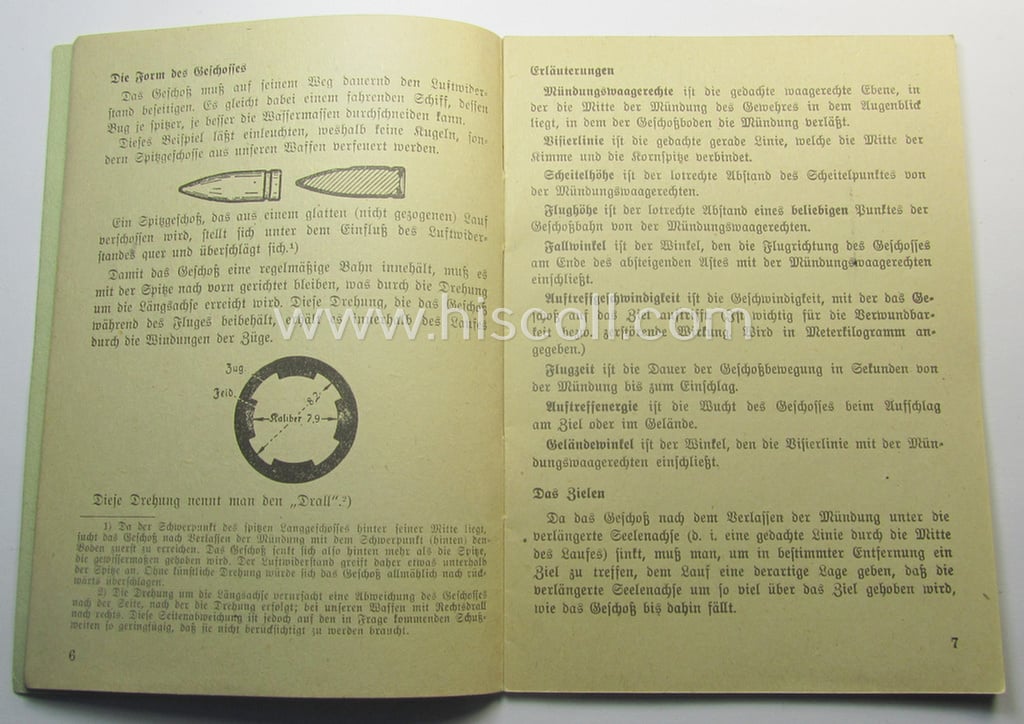 Die Form des Geschosses
Das Geschoß muß auf seinem Weg dauernd den Luftwider-
stand beseitigen. Es gleicht dabei einem fahrenden Schiff, dessen
Bug je spitzer, je besser die Wassermassen durchschneiden kann.
Dieses Beispiel läßt einleuchten, weshalb keine Kugeln, son-
dern Spitzgeschosse aus unseren Waffen verfeuert werden.
Ein Spitzgeschoß, das aus einem glatten (nicht gezogenen) Lauf
verschossen wird, stellt sich unter dem Einfluß des Luftwider-
standes quer und überschlägt sich.¹)
Damit das Geschoß eine regelmäßige Bahn innehält, muß es
mit der Spitze nach vorn gerichtet bleiben, was durch die Drehung
um die Längsachse erreicht wird. Diese Drehung, die das Geschoß
während des Fluges beibehält, erhält es innerhalb des Laufes
durch die Windungen der Züge.
Zug.
Feld.
8,2
Kaliber 7,9
Diese Drehung nennt man den „Drall“.²)
1) Da der Schwerpunkt des spitzen Langgeschosses hinter seiner Mitte liegt,
sucht das Geschoß nach Verlassen der Mündung mit dem Schwerpunkt (hinten) den
Boden zuerst zu erreichen. Das Geschoß senkt sich also hinten mehr als die Spitze,
die gewissermaßen gehoben wird. Der Luftwiderstand greift daher etwas unterhalb
der Spitze an. Ohne künstliche Drehung würde sich das Geschoß allmählich nach rück-
wärts überschlagen.
2) Die Drehung um die Längsachse verursacht eine Abweichung des Geschosses
nach der Seite, nach der die Drehung erfolgt; bei unseren Waffen mit Rechtsdrall
nach rechts. Diese Seitenabweichung ist jedoch auf den in Frage kommenden Schuß-
weiten so geringfügig, daß sie nicht berücksichtigt zu werden braucht.
6
Erläuterungen
Mündungswaagerechte ist die gedachte waagerechte Ebene, in
der die Mitte der Mündung des Gewehres in dem Augenblick
liegt, in dem der Geschoßboden die Mündung verläßt.
Visierlinie ist die gedachte gerade Linie, welche die Mitte der
Kimme und die Kornspitze verbindet.
Scheitelhöhe ist der lotrechte Abstand des Scheitelpunktes von
der Mündungswaagerechten.
Flughöhe ist der lotrechte Abstand eines beliebigen Punktes der
Geschoßbahn von der Mündungswaagerechten.
Fallwinkel ist der Winkel, den die Flugrichtung des Geschosses
am Ende des absteigenden Astes mit der Mündungswaagerechten
einschließt.
Auftreffgeschwindigkeit ist die Geschwindigkeit, mit der das Ge-
schoß auf das Ziel auftrifft. (Ist wichtig für die Verwundbar-
keit bezw. zerstörende Wirkung. Wird in Meterkilogramm an-
gegeben.)
Flugzeit ist die Dauer der Geschoßbewegung in Sekunden von
der Mündung bis zum Einschlag.
Auftreffenergie ist die Wucht des Geschosses beim Aufschlag
am Ziel oder im Gelände.
Geländewinkel ist der Winkel, den die Visierlinie mit der Mün-
dungswaagerechten einschließt.
Das Zielen
Da das Geschoß nach dem Verlassen der Mündung unter die
verlängerte Seelenachse (d. i. eine gedachte Linie durch die Mitte
des Laufes) sinkt, muß man, um in bestimmter Entfernung ein
Ziel zu treffen, dem Lauf eine derartige Lage geben, daß die
verlängerte Seelenachse um so viel über das Ziel gehoben wird,
wie das Geschoß bis dahin fällt.
7
www.hiscoll.com